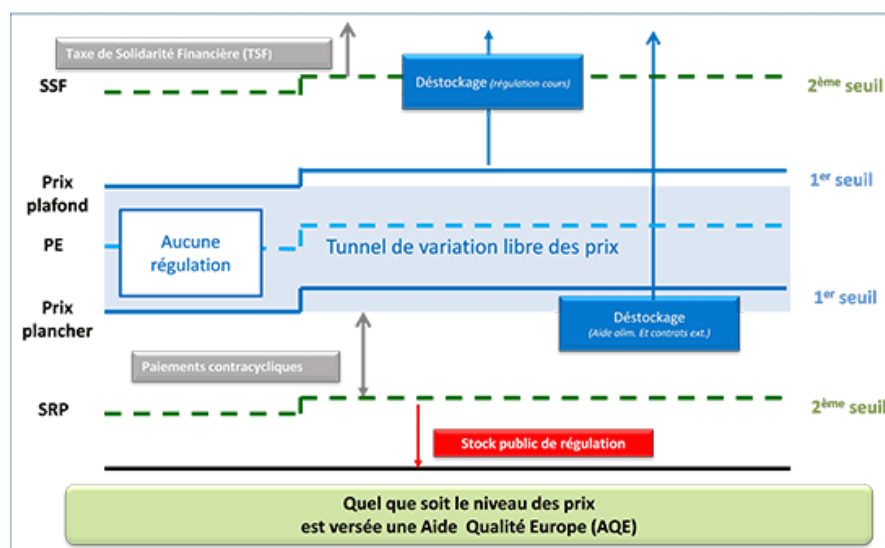 Taxe de Solidarité Financière (TSF)
SSF
Déstockage (régulation cours)
2ème seuil
Prix
plafond
1er seuil
PE
Aucune
régulation
Tunnel de variation libre des prix
Prix
plancher
1er seuil
Déstockage
(Aide alim. Et contrats ext.)
Paiements contracycliques
SRP
2ème seuil
Stock public de régulation
Quel que soit le niveau des prix
est versée une Aide Qualité Europe (AQE)